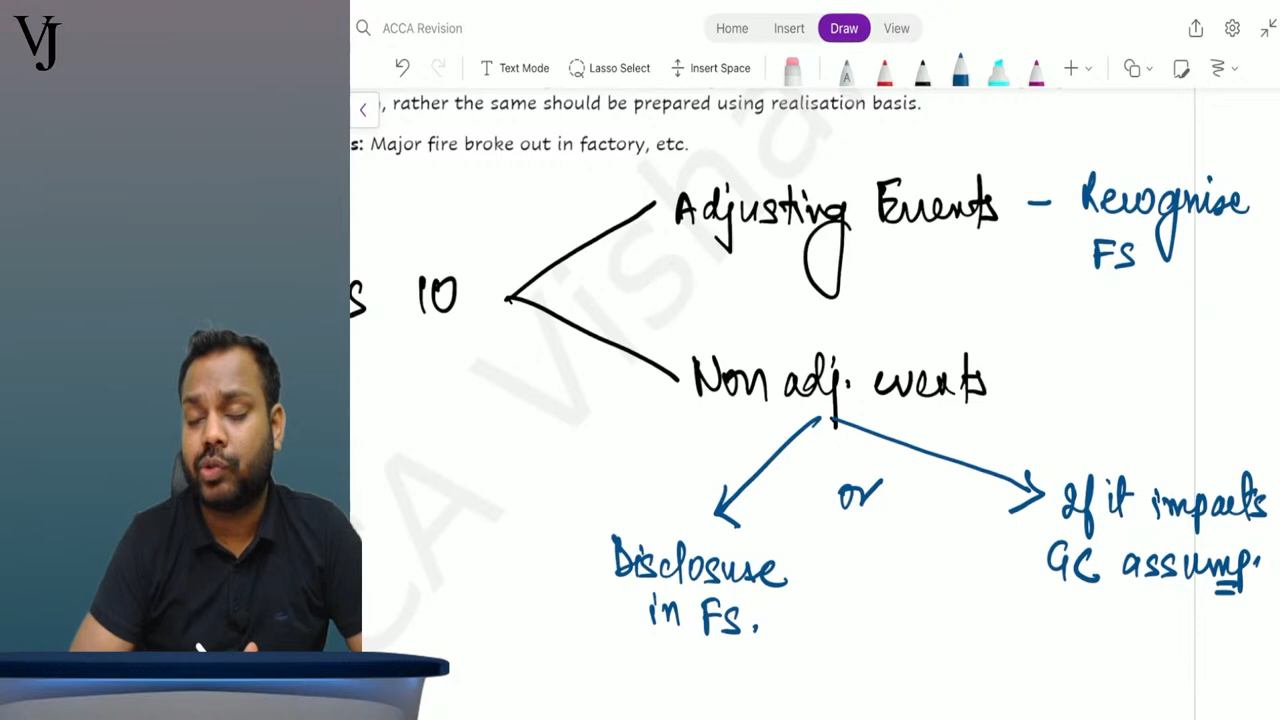 VJ
ACCA Revision
Home Insert Draw View
Text Mode Lasso Select Insert Space
, rather the same should be prepared using realisation basis.
s: Major fire broke out in factory, etc.
Adjusting Events - Recognise
FS
s 10
Non adj. events
or
Disclosure
in FS.
If it impacts
GC assump.
ACCA Vishal